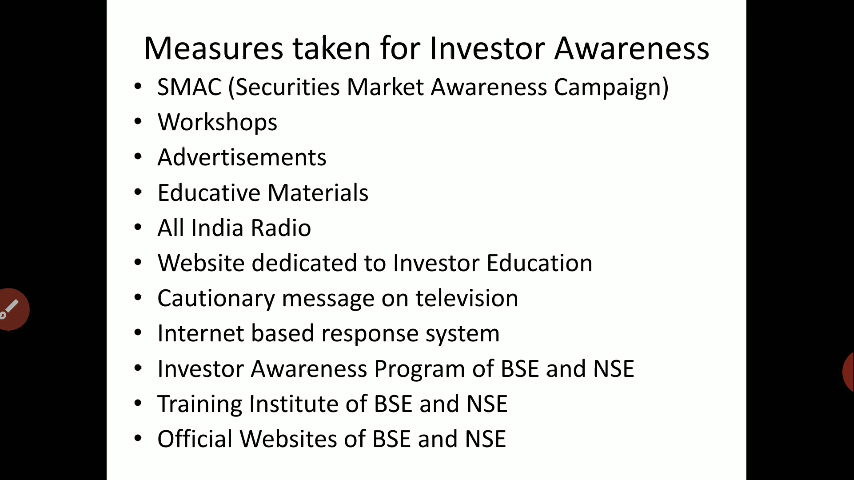 Measures taken for Investor Awareness
• SMAC (Securities Market Awareness Campaign)
• Workshops
• Advertisements
• Educative Materials
• All India Radio
• Website dedicated to Investor Education
• Cautionary message on television
• Internet based response system
• Investor Awareness Program of BSE and NSE
• Training Institute of BSE and NSE
• Official Websites of BSE and NSE